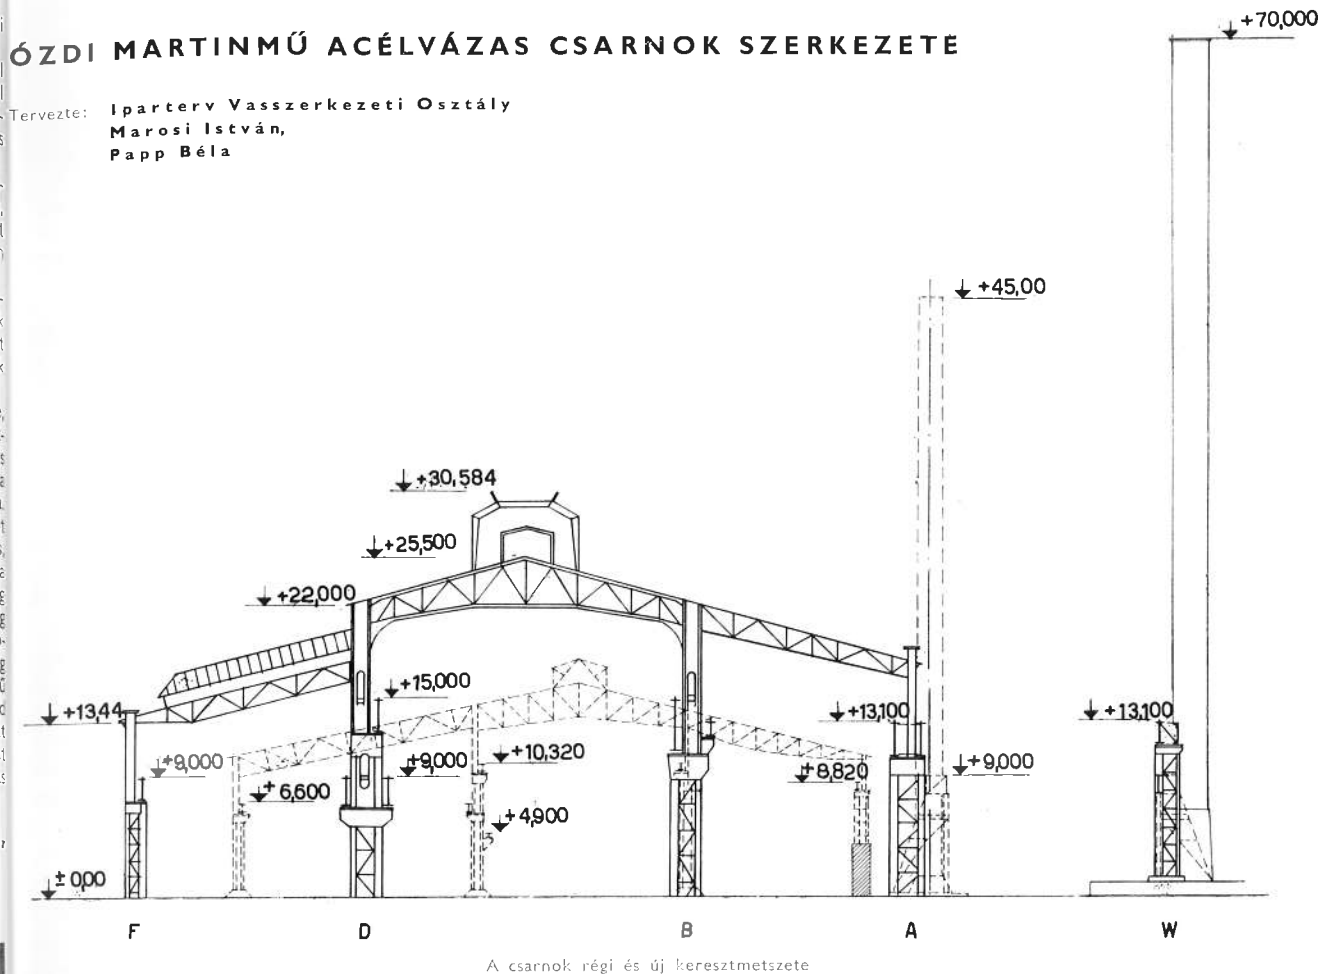 ÓZDI MARTINMŰ ACÉLVÁZAS CSARNOK SZERKEZETE
Tervezte: Iparterv Vasszerkezeti Osztály
Marosi István,
Papp Béla
+70,000
+45,00
+30,584
+25,500
+22,000
+15,000
+13,44
+13,100
+13,100
+9,000
+9,000
+10,320
+8,820
+9,000
+6,600
+4,900
± 0,00
F D B A W
A csarnok régi és új keresztmetszete